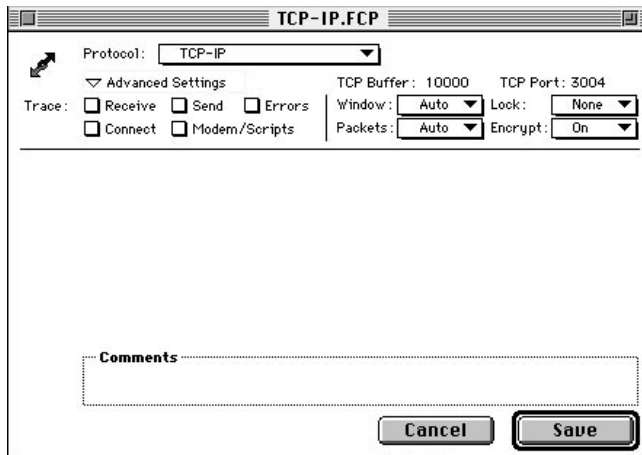 TCP-IP.FCP
Protocol: TCP-IP
Advanced Settings TCP Buffer: 10000 TCP Port: 3004
Trace: Receive Send Errors Window: Auto Lock: None
Connect Modem/Scripts Packets: Auto Encrypt: On
Comments
Cancel Save